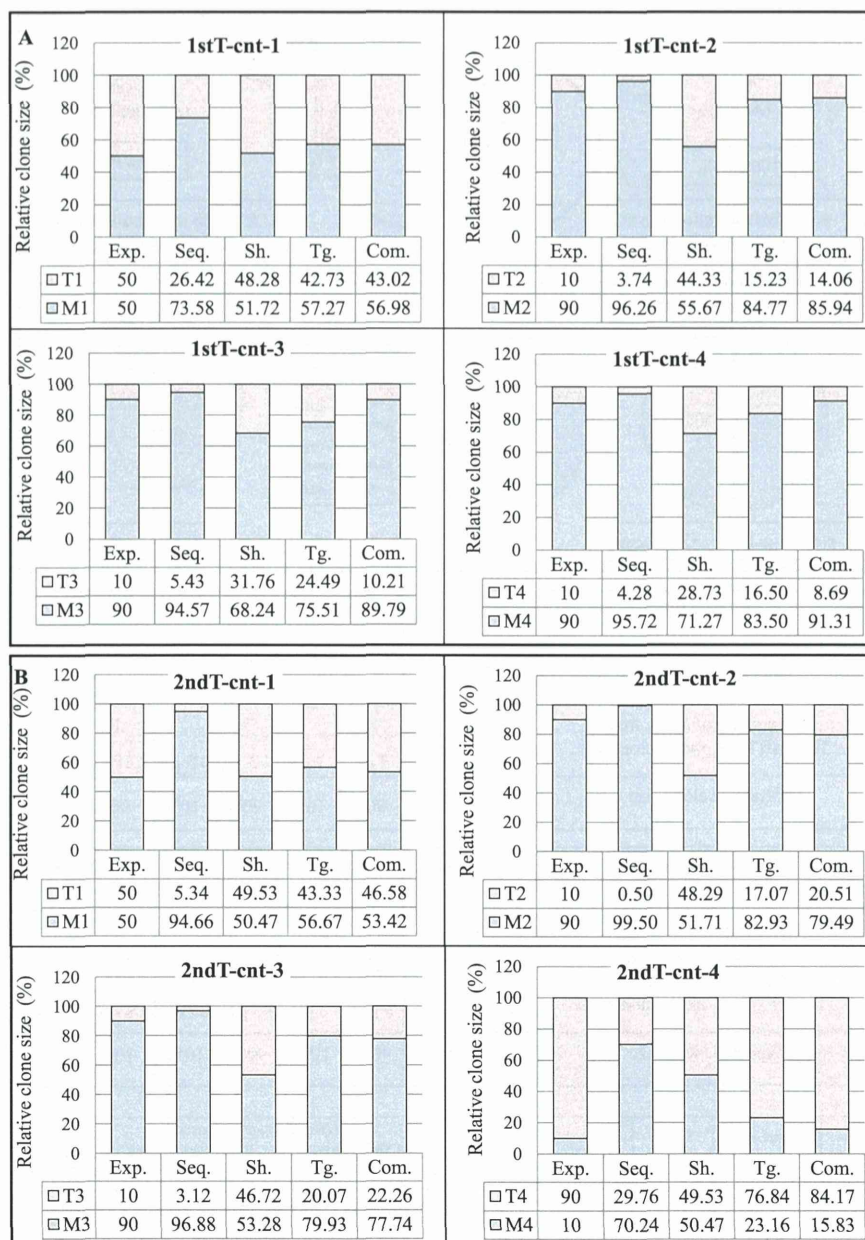 A
1stT-cnt-1
Relative clone size (%)
120
100
80
60
40
20
0
Exp. Seq. Sh. Tg. Com.
T1 50 26.42 48.28 42.73 43.02
M1 50 73.58 51.72 57.27 56.98
1stT-cnt-2
Relative clone size (%)
120
100
80
60
40
20
0
Exp. Seq. Sh. Tg. Com.
T2 10 3.74 44.33 15.23 14.06
M2 90 96.26 55.67 84.77 85.94
1stT-cnt-3
Relative clone size (%)
120
100
80
60
40
20
0
Exp. Seq. Sh. Tg. Com.
T3 10 5.43 31.76 24.49 10.21
M3 90 94.57 68.24 75.51 89.79
1stT-cnt-4
Relative clone size (%)
120
100
80
60
40
20
0
Exp. Seq. Sh. Tg. Com.
T4 10 4.28 28.73 16.50 8.69
M4 90 95.72 71.27 83.50 91.31
B
2ndT-cnt-1
Relative clone size (%)
120
100
80
60
40
20
0
Exp. Seq. Sh. Tg. Com.
T1 50 5.34 49.53 43.33 46.58
M1 50 94.66 50.47 56.67 53.42
2ndT-cnt-2
Relative clone size (%)
120
100
80
60
40
20
0
Exp. Seq. Sh. Tg. Com.
T2 10 0.50 48.29 17.07 20.51
M2 90 99.50 51.71 82.93 79.49
2ndT-cnt-3
Relative clone size (%)
120
100
80
60
40
20
0
Exp. Seq. Sh. Tg. Com.
T3 10 3.12 46.72 20.07 22.26
M3 90 96.88 53.28 79.93 77.74
2ndT-cnt-4
Relative clone size (%)
120
100
80
60
40
20
0
Exp. Seq. Sh. Tg. Com.
T4 90 29.76 49.53 76.84 84.17
M4 10 70.24 50.47 23.16 15.83